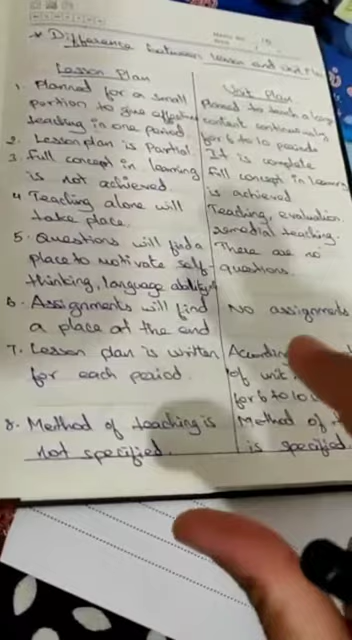 * Difference between Lesson and Unit Plan
Lesson Plan
1. Planned for a small
portion to give effective
teaching in one period.
2. Lesson plan is Partial
3. Full concept in learning
is not achieved
4 Teaching alone will
take place.
5. Questions will find a
place to motivate self-
thinking, language ability
6. Assignments will find
a place at the end
7. Lesson plan is written
for each period.
8. Method of teaching is
not specified.
Unit Plan
Planned to teach a large
content continuously
for 6 to 10 periods
It is complete
Full concept in learning
is achieved
Teaching, evaluation
remedial teaching.
There are no
questions.
No assignments
According
of unit
for 6 to 10
Method of
is specified